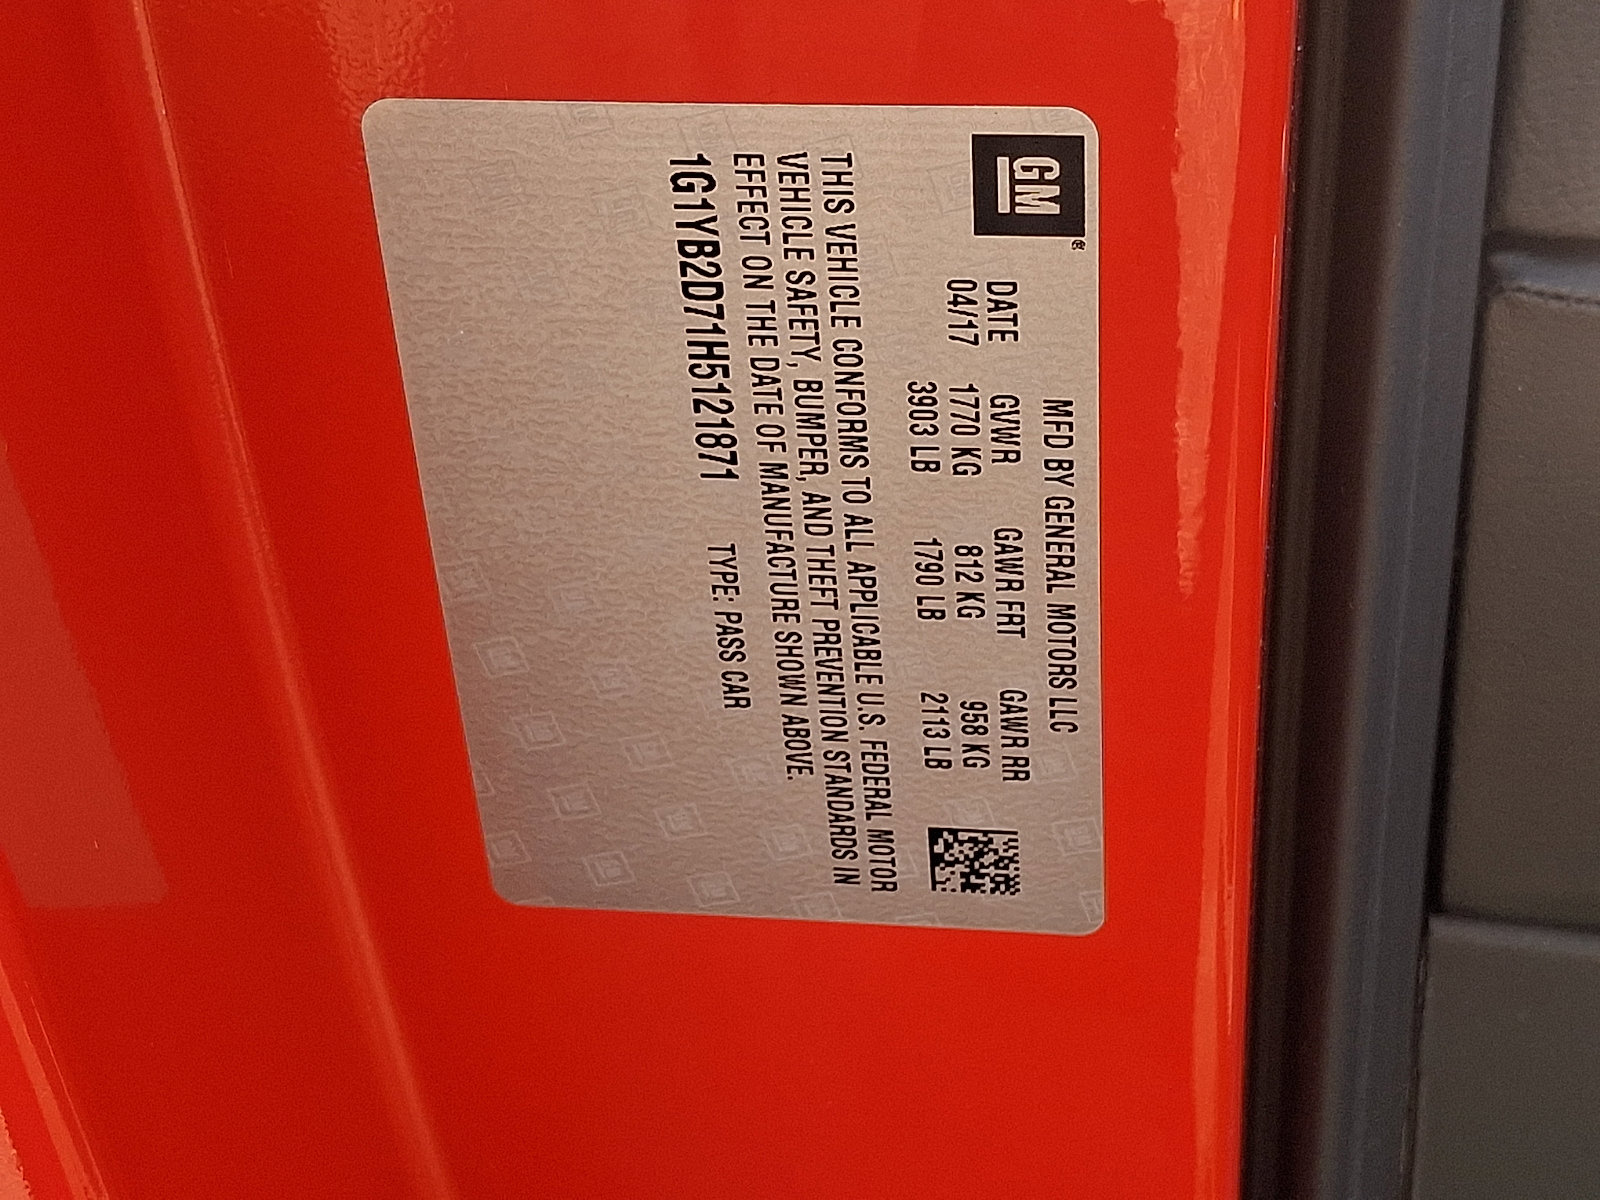 GM®
MFD BY GENERAL MOTORS LLC
DATE GVWR GAWR FRT GAWR RR
04/17 1770 KG 812 KG 958 KG
3903 LB 1790 LB 2113 LB
THIS VEHICLE CONFORMS TO ALL APPLICABLE U.S. FEDERAL MOTOR
VEHICLE SAFETY, BUMPER, AND THEFT PREVENTION STANDARDS IN
EFFECT ON THE DATE OF MANUFACTURE SHOWN ABOVE.
1G1YB2D71H5121871 TYPE: PASS CAR